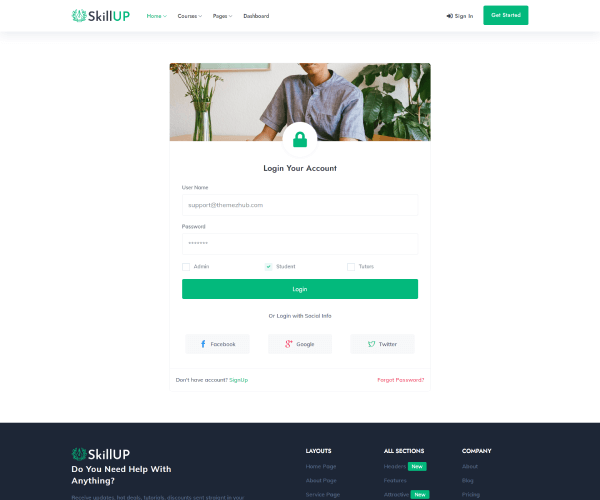 SkillUP
Home Courses Pages Dashboard Sign In Get Started
Login Your Account
User Name
support@themezhub.com
Password
*******
Admin Student Tutors
Login
Or Login with Social Info
Facebook Google Twitter
Don't have account? SignUp Forgot Password?
SkillUP
Do You Need Help With
Anything?
Receive updates, hot deals, tutorials, discounts sent straight in your
LAYOUTS
Home Page
About Page
Service Page
ALL SECTIONS
Headers New
Features
Attractive New
COMPANY
About
Blog
Pricing